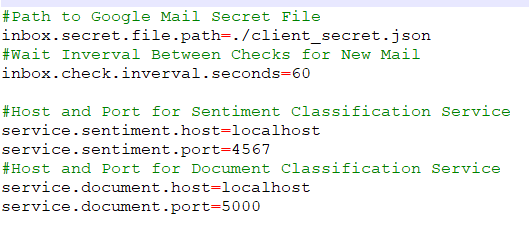 #Path to Google Mail Secret File
inbox.secret.file.path=./client_secret.json
#Wait Inverval Between Checks for New Mail
inbox.check.inverval.seconds=60
#Host and Port for Sentiment Classification Service
service.sentiment.host=localhost
service.sentiment.port=4567
#Host and Port for Document Classification Service
service.document.host=localhost
service.document.port=5000